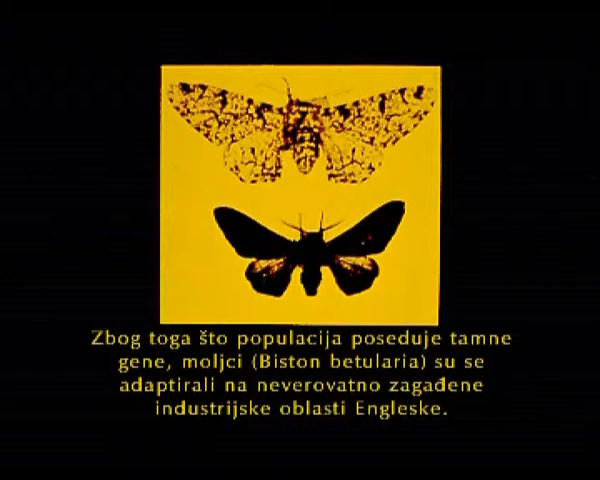 Zbog toga što populacija poseduje tamne
gene, moljci (Biston betularia) su se
adaptirali na neverovatno zagađene
industrijske oblasti Engleske.